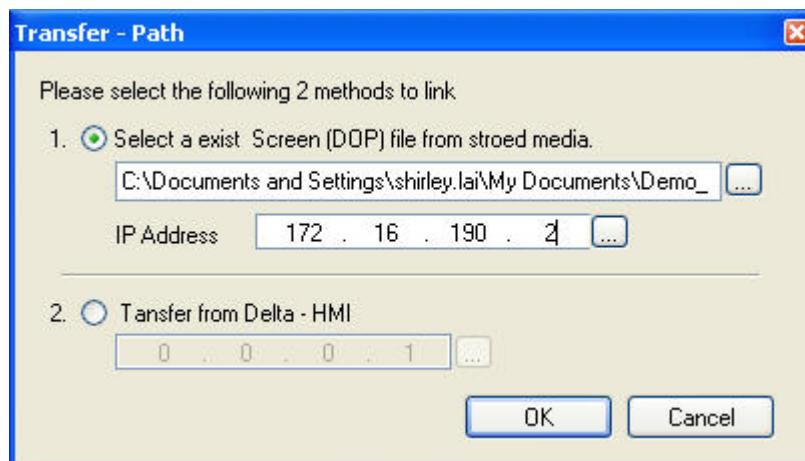 Transfer - Path
Please select the following 2 methods to link
1. Select a exist Screen (DOP) file from stroed media.
C:\Documents and Settings\shirley.lai\My Documents\Demo_ ...
IP Address 172 . 16 . 190 . 2 ...
2. Tansfer from Delta - HMI
0 . 0 . 0 . 1 ...
OK Cancel